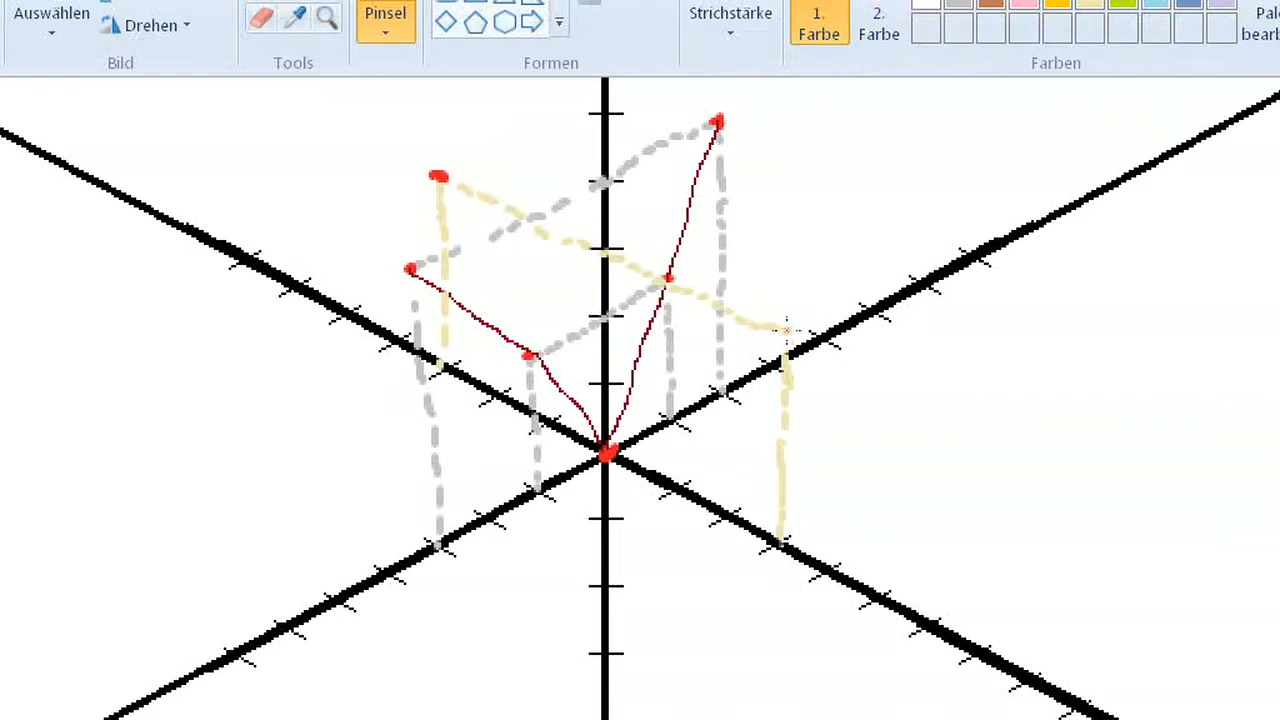 Auswählen
Drehen
Bild
Tools
Pinsel
Formen
Strichstärke
1.
Farbe
2.
Farbe
Farben